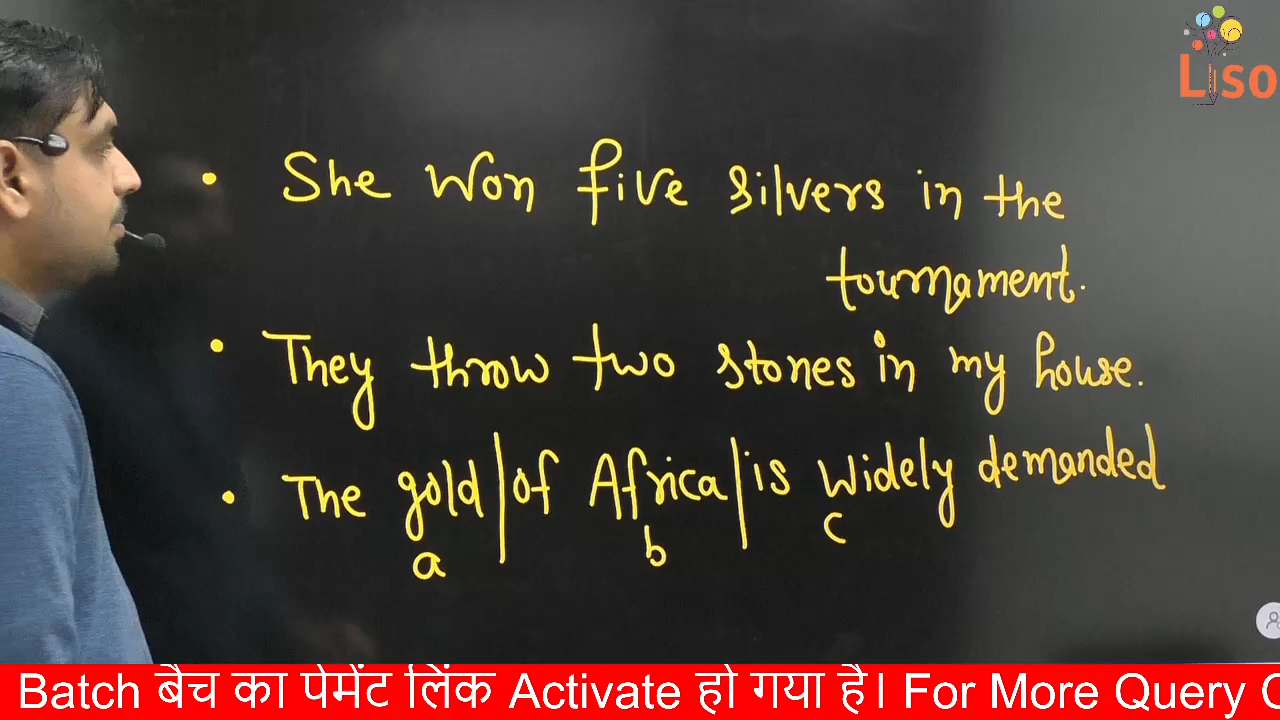 Liso
• She won five silvers in the
tournament.
• They throw two stones in my house.
• The gold/of Africa/is widely demanded
a b c
Batch बैच का पेमेंट लिंक Activate हो गया है। For More Query